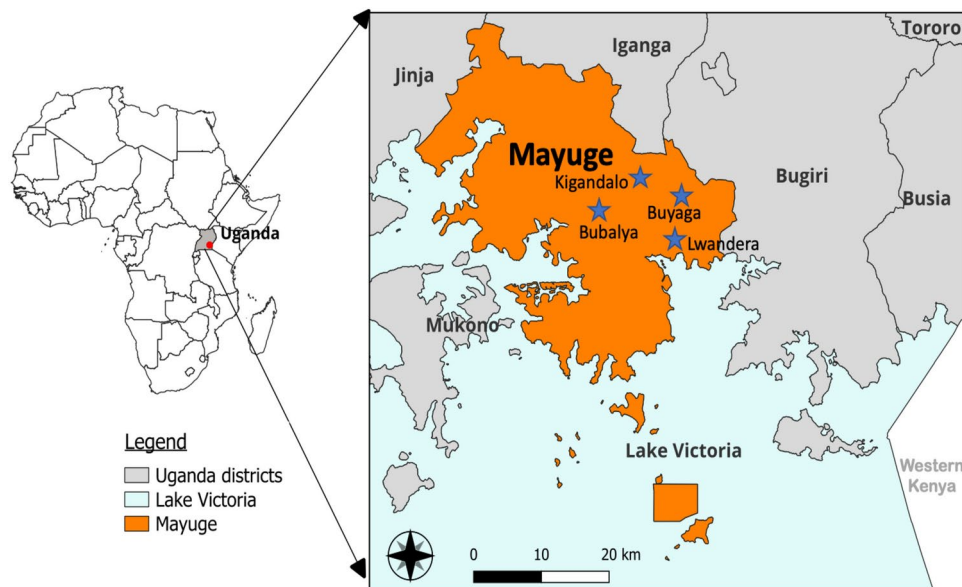 Uganda
Legend
Uganda districts
Lake Victoria
Mayuge
Tororo
Iganga
Jinja
Mayuge
Kigandalo
Bugiri
Buyaga
Busia
Bubalya
Lwandera
Mukono
Lake Victoria
Western
Kenya
0 10 20 km